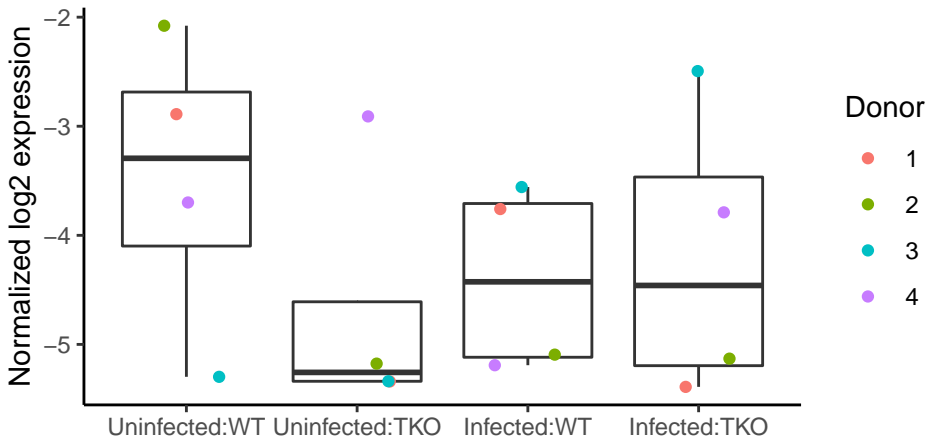 Normalized log2 expression
−2
−3
−4
−5
Uninfected:WT
Uninfected:TKO
Infected:WT
Infected:TKO
Donor
1
2
3
4